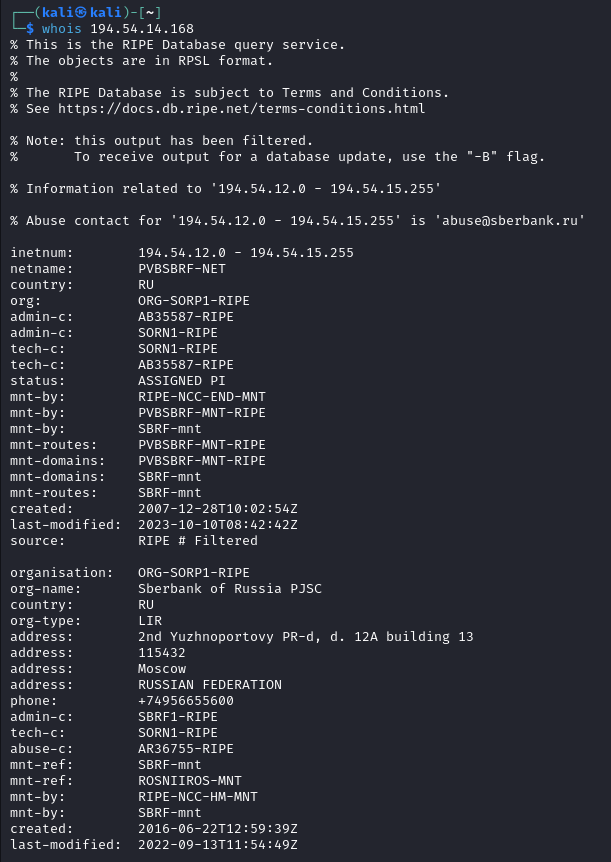 ┌──(kali㉿kali)-[~]
└─$ whois 194.54.14.168
% This is the RIPE Database query service.
% The objects are in RPSL format.
%
% The RIPE Database is subject to Terms and Conditions.
% See https://docs.db.ripe.net/terms-conditions.html

% Note: this output has been filtered.
%       To receive output for a database update, use the "-B" flag.

% Information related to '194.54.12.0 - 194.54.15.255'

% Abuse contact for '194.54.12.0 - 194.54.15.255' is 'abuse@sberbank.ru'

inetnum:        194.54.12.0 - 194.54.15.255
netname:        PVBSBRF-NET
country:        RU
org:            ORG-SORP1-RIPE
admin-c:        AB35587-RIPE
admin-c:        SORN1-RIPE
tech-c:         SORN1-RIPE
tech-c:         AB35587-RIPE
status:         ASSIGNED PI
mnt-by:         RIPE-NCC-END-MNT
mnt-by:         PVBSBRF-MNT-RIPE
mnt-by:         SBRF-mnt
mnt-routes:     PVBSBRF-MNT-RIPE
mnt-domains:    PVBSBRF-MNT-RIPE
mnt-domains:    SBRF-mnt
mnt-routes:     SBRF-mnt
created:        2007-12-28T10:02:54Z
last-modified:  2023-10-10T08:42:42Z
source:         RIPE # Filtered

organisation:   ORG-SORP1-RIPE
org-name:       Sberbank of Russia PJSC
country:        RU
org-type:       LIR
address:        2nd Yuzhnoportovy PR-d, d. 12A building 13
address:        115432
address:        Moscow
address:        RUSSIAN FEDERATION
phone:          +74956655600
admin-c:        SBRF1-RIPE
tech-c:         SORN1-RIPE
abuse-c:        AR36755-RIPE
mnt-ref:        SBRF-mnt
mnt-ref:        ROSNIIROS-MNT
mnt-by:         RIPE-NCC-HM-MNT
mnt-by:         SBRF-mnt
created:        2016-06-22T12:59:39Z
last-modified:  2022-09-13T11:54:49Z